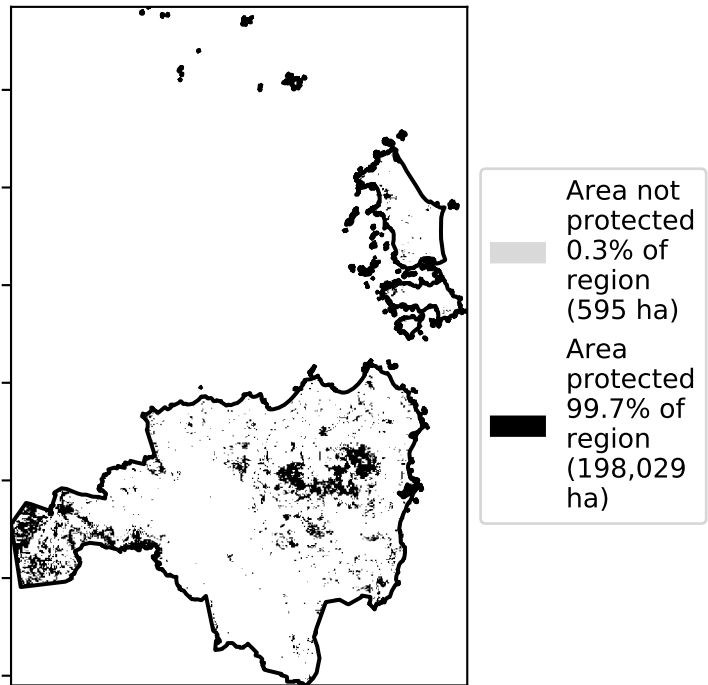 Area not
protected
0.3% of
region
(595 ha)
Area
protected
99.7% of
region
(198,029
ha)